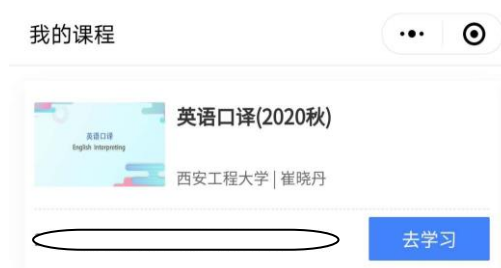 我的课程
英语口译(2020秋)
英语口译
English Interpreting
西安工程大学 | 崔晓丹
去学习